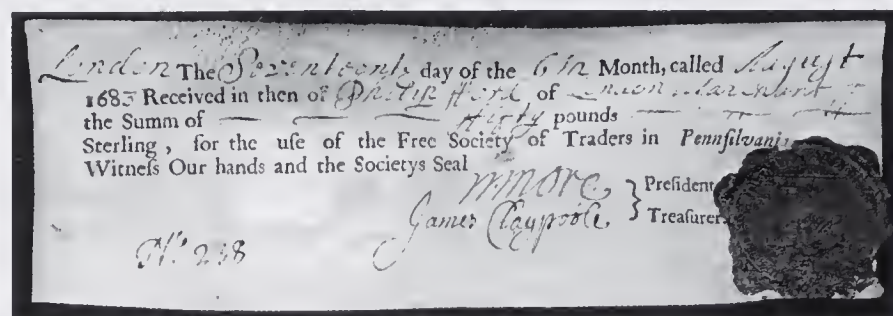 London The Seventeenth day of the 6th Month, called August
1683 Received in then of Philip Ford of London Marchant
the Summ of — — — fifty pounds — — —
Sterling, for the uſe of the Free Society of Traders in Pennſilvania
Witneſs Our hands and the Societys Seal
N. More } Preſident
James Claypoole } Treaſurer
No. 258